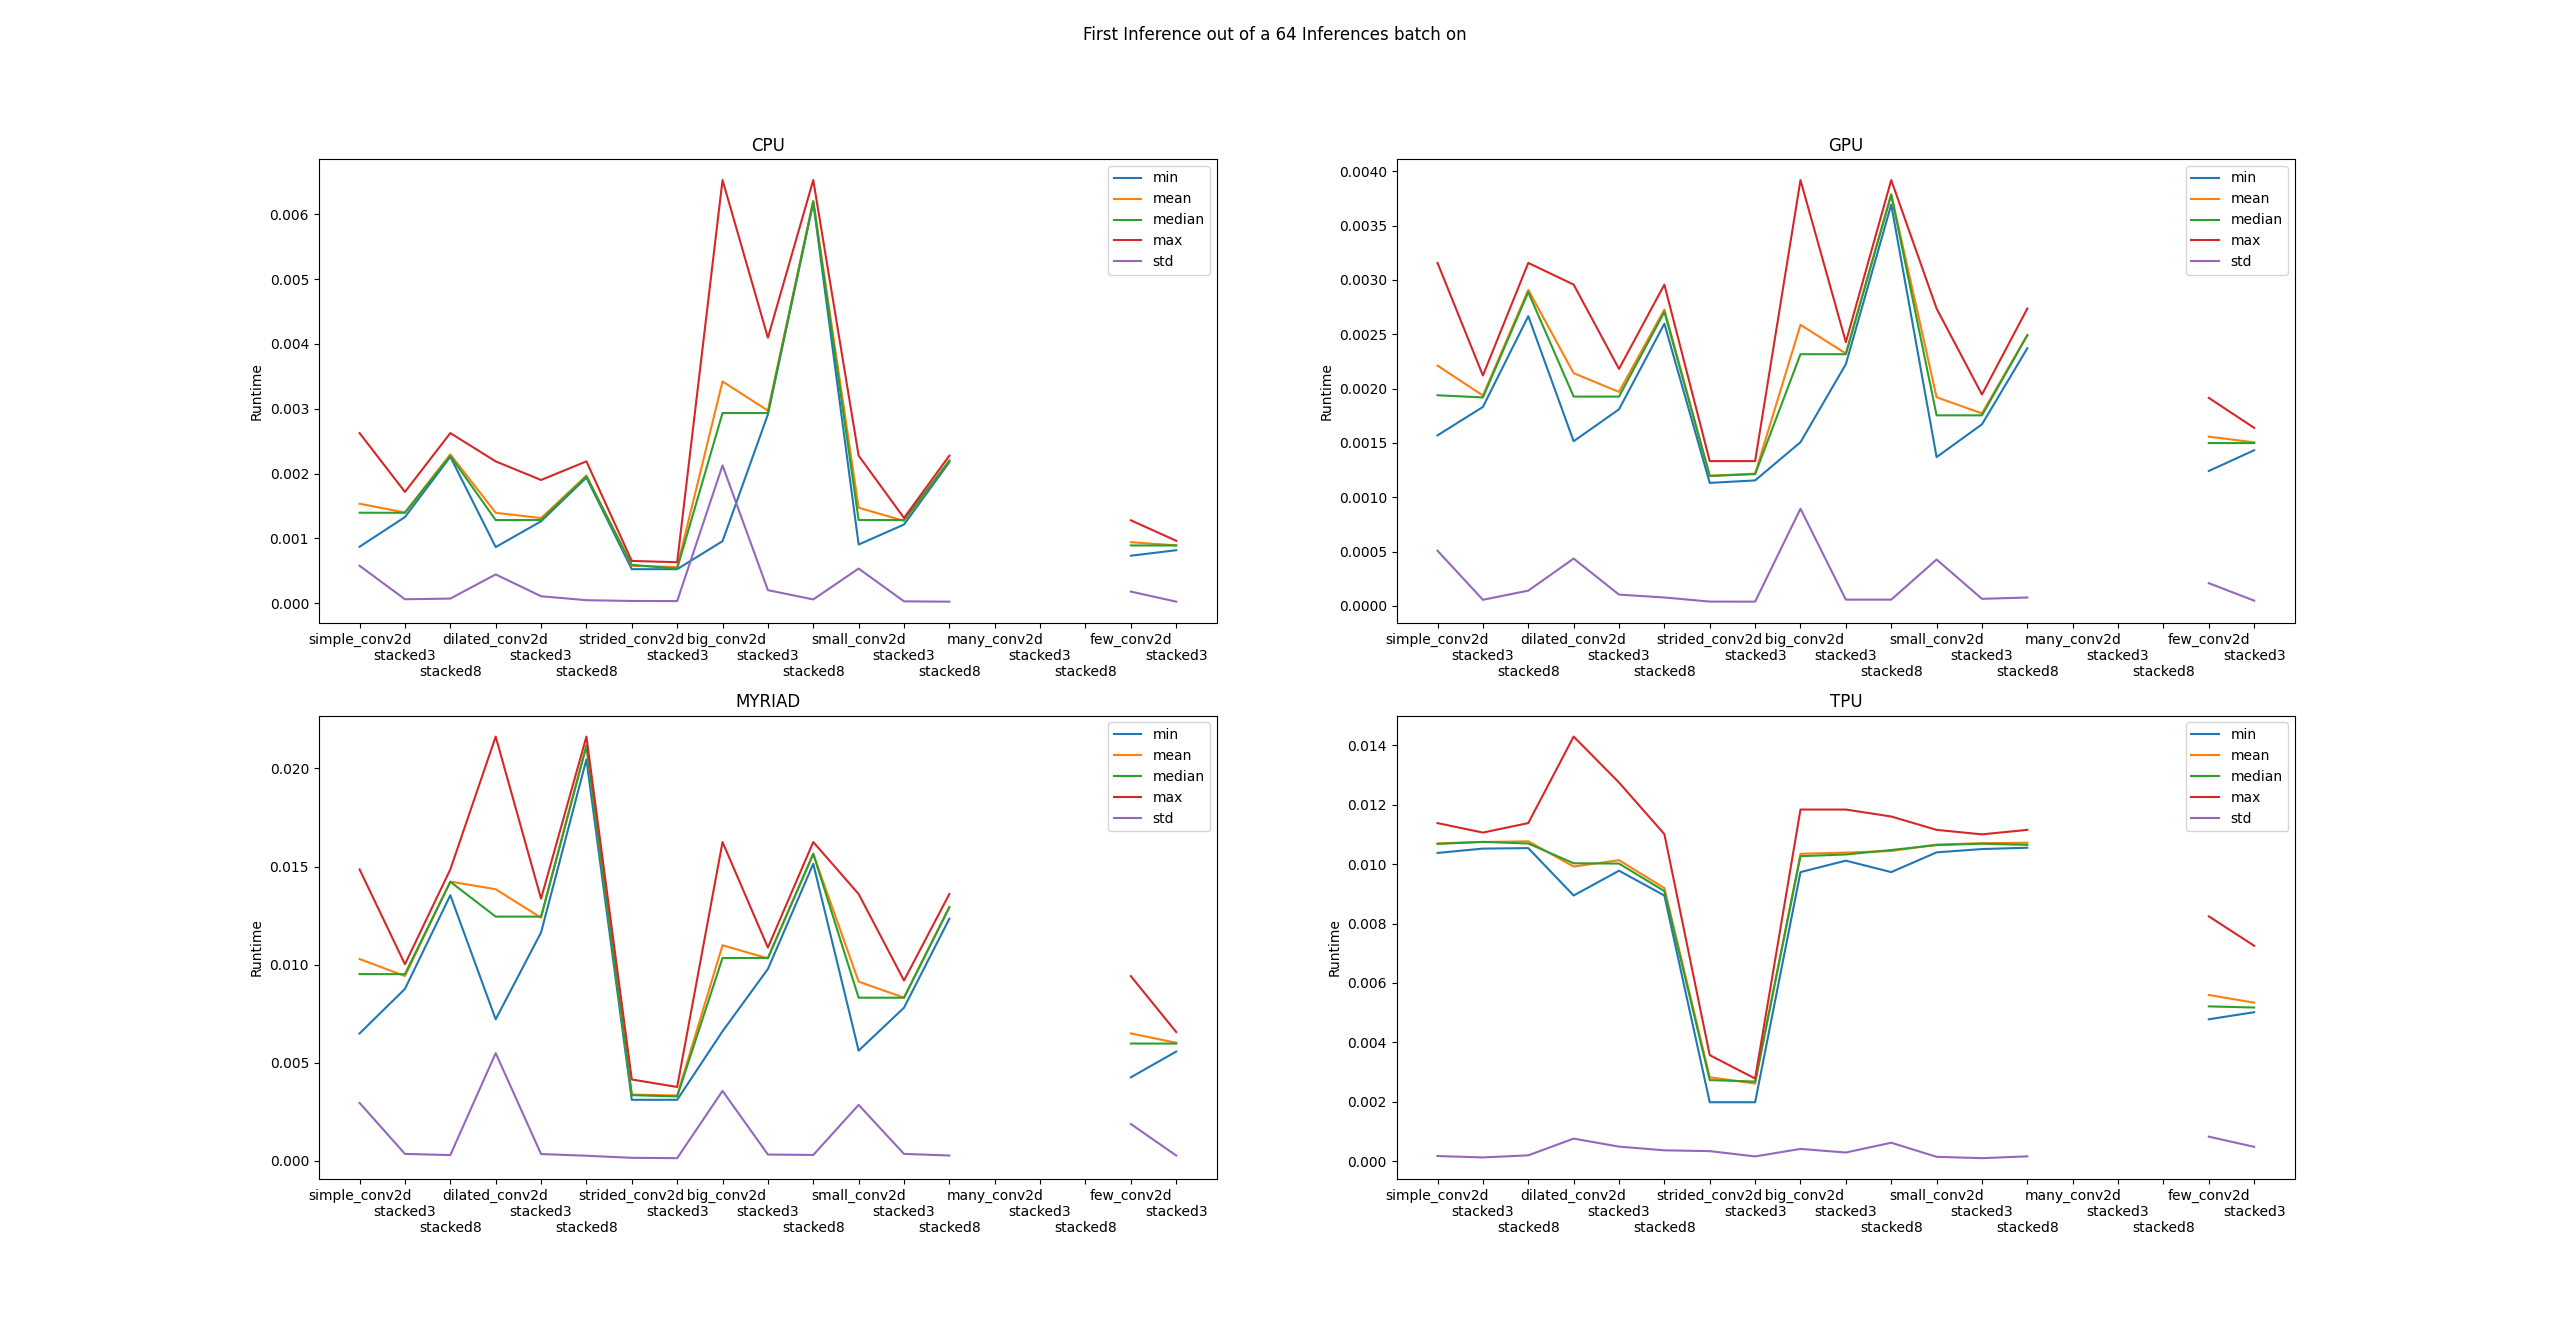 First Inference out of a 64 Inferences batch on
CPU
Runtime
0.006
0.005
0.004
0.003
0.002
0.001
0.000
min
mean
median
max
std
simple_conv2d dilated_conv2d strided_conv2d big_conv2d small_conv2d many_conv2d few_conv2d
stacked3 stacked3 stacked3 stacked3 stacked3 stacked3 stacked3
stacked8 stacked8 stacked8 stacked8 stacked8
GPU
Runtime
0.0040
0.0035
0.0030
0.0025
0.0020
0.0015
0.0010
0.0005
0.0000
min
mean
median
max
std
simple_conv2d dilated_conv2d strided_conv2d big_conv2d small_conv2d many_conv2d few_conv2d
stacked3 stacked3 stacked3 stacked3 stacked3 stacked3 stacked3
stacked8 stacked8 stacked8 stacked8 stacked8
MYRIAD
Runtime
0.020
0.015
0.010
0.005
0.000
min
mean
median
max
std
simple_conv2d dilated_conv2d strided_conv2d big_conv2d small_conv2d many_conv2d few_conv2d
stacked3 stacked3 stacked3 stacked3 stacked3 stacked3 stacked3
stacked8 stacked8 stacked8 stacked8 stacked8
TPU
Runtime
0.014
0.012
0.010
0.008
0.006
0.004
0.002
0.000
min
mean
median
max
std
simple_conv2d dilated_conv2d strided_conv2d big_conv2d small_conv2d many_conv2d few_conv2d
stacked3 stacked3 stacked3 stacked3 stacked3 stacked3 stacked3
stacked8 stacked8 stacked8 stacked8 stacked8